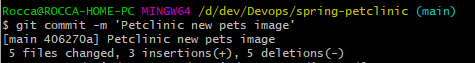 Rocca@ROCCA-HOME-PC MINGW64 /d/dev/Devops/spring-petclinic (main)
$ git commit -m 'Petclinic new pets image'
[main 406270a] Petclinic new pets image
 5 files changed, 3 insertions(+), 5 deletions(-)